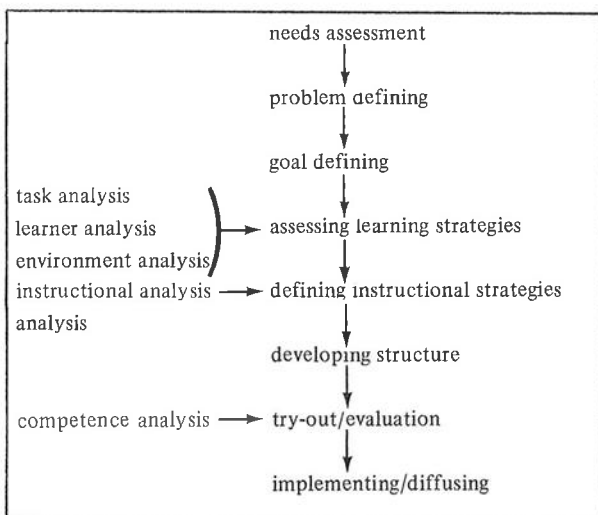 needs assessment
problem defining
goal defining
task analysis
learner analysis
environment analysis
assessing learning strategies
instructional analysis
analysis
defining instructional strategies
developing structure
competence analysis
try-out/evaluation
implementing/diffusing